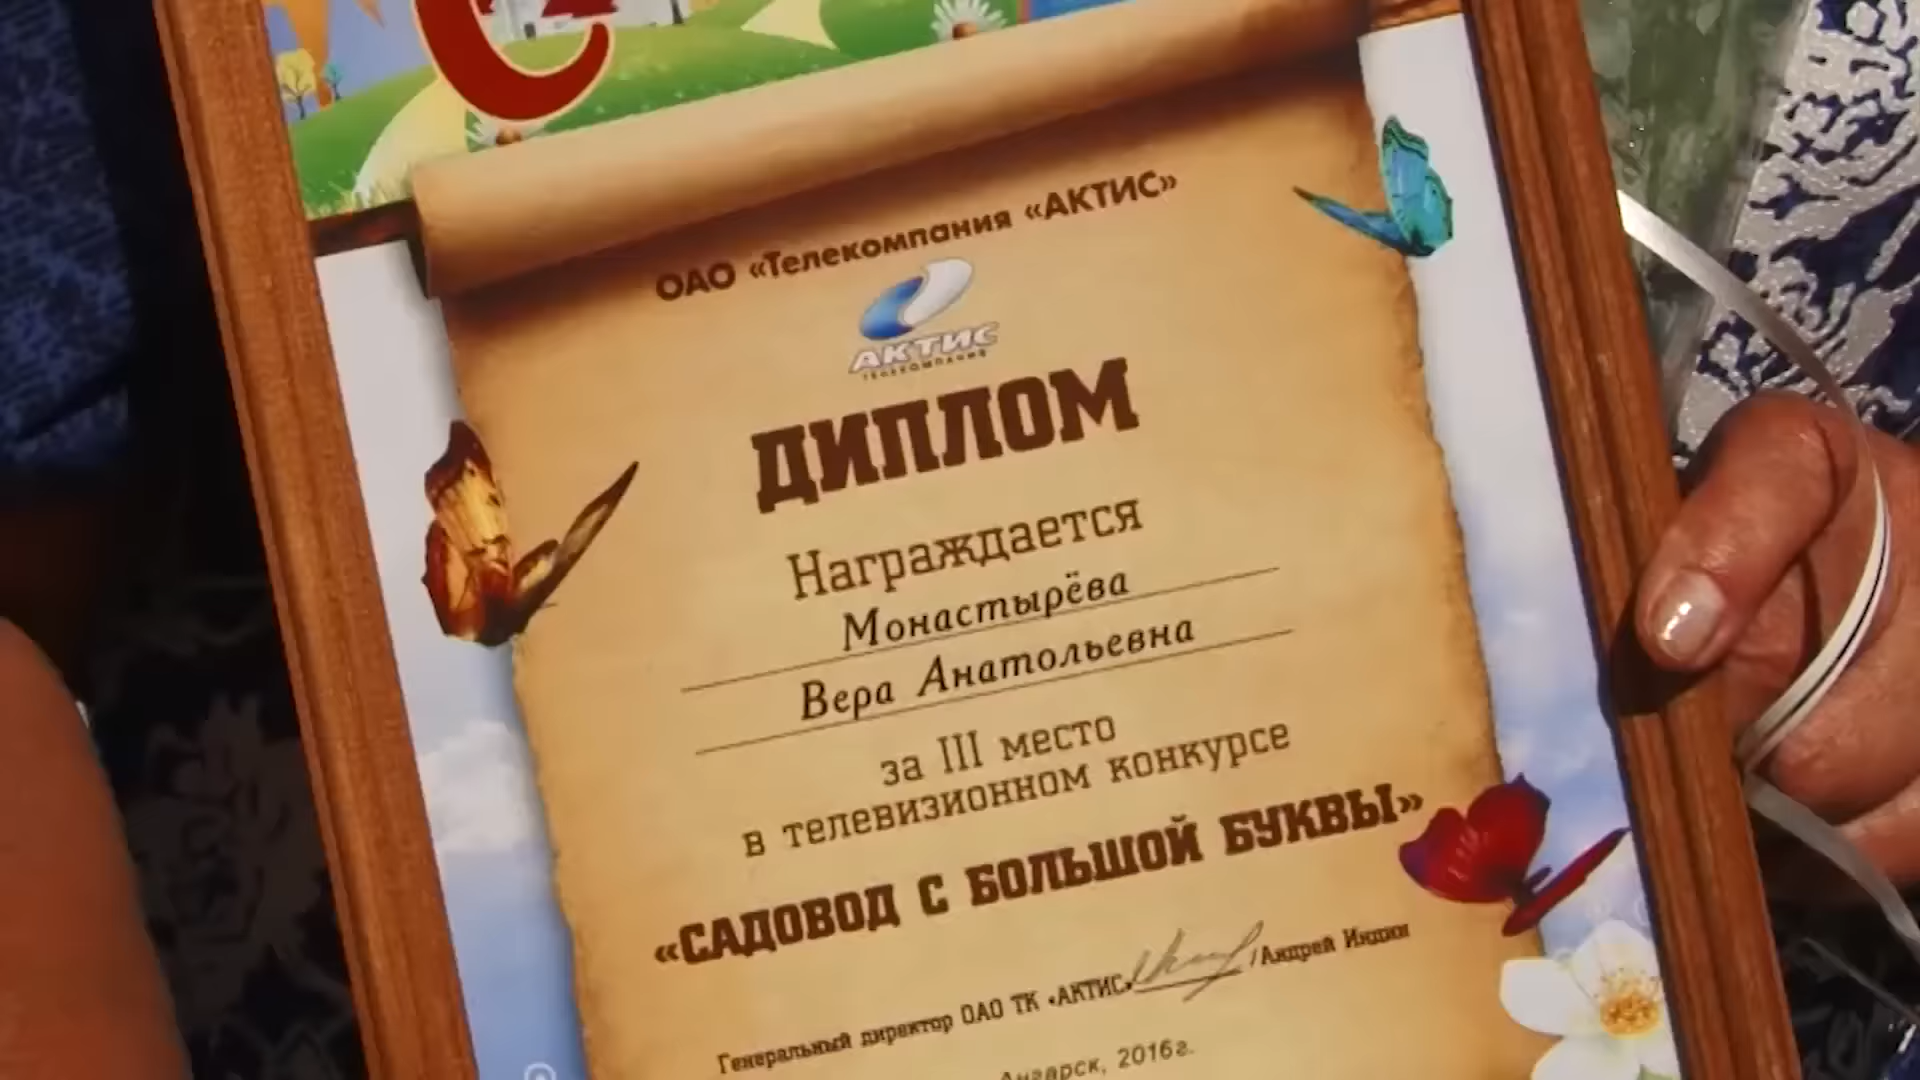 С
ОАО «Телекомпания «АКТИС»
АКТИС
ТЕЛЕКОМПАНИЯ
ДИПЛОМ
Награждается
Монастырёва
Вера Анатольевна
за III место
в телевизионном конкурсе
«САДОВОД С БОЛЬШОЙ БУКВЫ»
Генеральный директор ОАО ТК «АКТИС» /Андрей
Ангарск, 2016г.